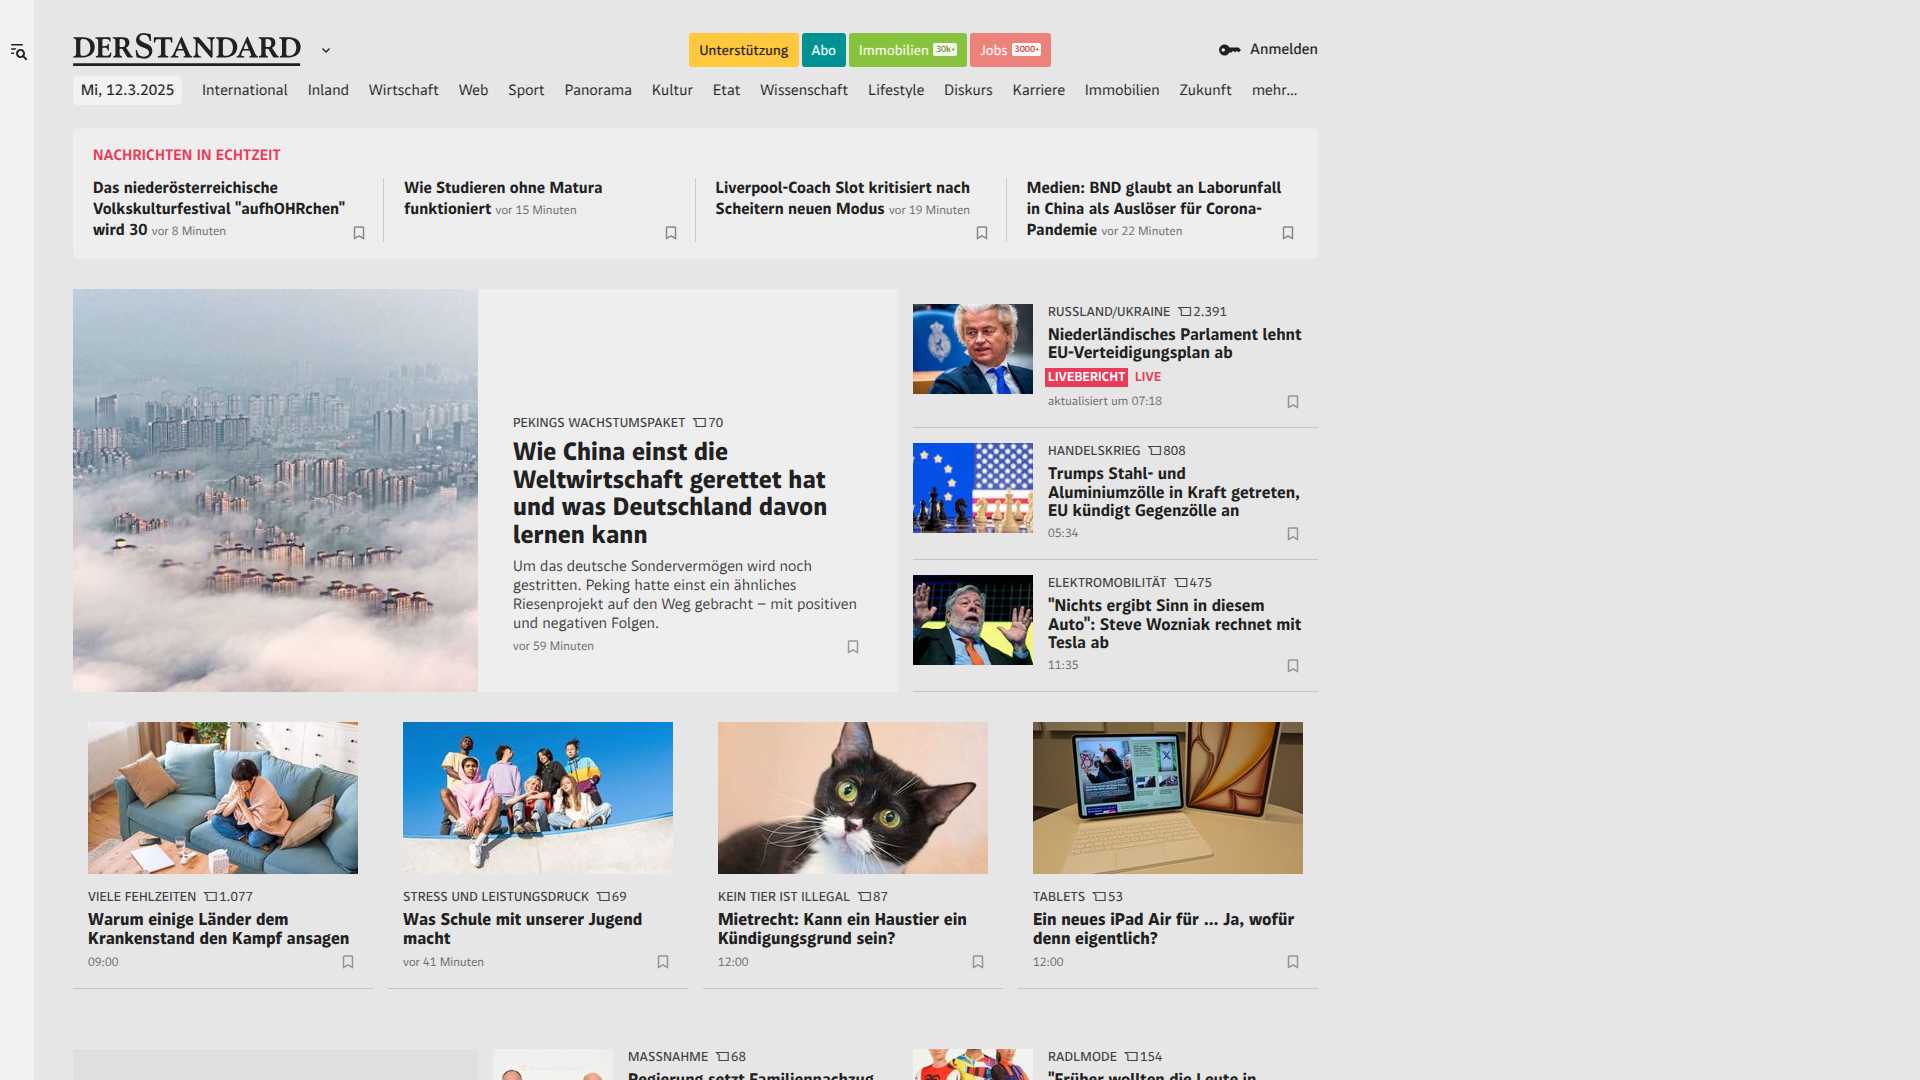 DERSTANDARD
Unterstützung
Abo
Immobilien 30k+
Jobs 3000+
Anmelden
Mi, 12.3.2025
International
Inland
Wirtschaft
Web
Sport
Panorama
Kultur
Etat
Wissenschaft
Lifestyle
Diskurs
Karriere
Immobilien
Zukunft
mehr...
NACHRICHTEN IN ECHTZEIT
Das niederösterreichische
Volkskulturfestival "aufhOHRchen"
wird 30 vor 8 Minuten
Wie Studieren ohne Matura
funktioniert vor 15 Minuten
Liverpool-Coach Slot kritisiert nach
Scheitern neuen Modus vor 19 Minuten
Medien: BND glaubt an Laborunfall
in China als Auslöser für Corona-
Pandemie vor 22 Minuten
PEKINGS WACHSTUMSPAKET 70
Wie China einst die
Weltwirtschaft gerettet hat
und was Deutschland davon
lernen kann
Um das deutsche Sondervermögen wird noch
gestritten. Peking hatte einst ein ähnliches
Riesenprojekt auf den Weg gebracht – mit positiven
und negativen Folgen.
vor 59 Minuten
RUSSLAND/UKRAINE 2.391
Niederländisches Parlament lehnt
EU-Verteidigungsplan ab
LIVEBERICHT LIVE
aktualisiert um 07:18
HANDELSKRIEG 808
Trumps Stahl- und
Aluminiumzölle in Kraft getreten,
EU kündigt Gegenzölle an
05:34
ELEKTROMOBILITÄT 475
"Nichts ergibt Sinn in diesem
Auto": Steve Wozniak rechnet mit
Tesla ab
11:35
VIELE FEHLZEITEN 1.077
Warum einige Länder dem
Krankenstand den Kampf ansagen
09:00
STRESS UND LEISTUNGSDRUCK 69
Was Schule mit unserer Jugend
macht
vor 41 Minuten
KEIN TIER IST ILLEGAL 87
Mietrecht: Kann ein Haustier ein
Kündigungsgrund sein?
12:00
TABLETS 53
Ein neues iPad Air für ... Ja, wofür
denn eigentlich?
12:00
MASSNAHME 68
Regierung setzt Familiennachzug
RADLMODE 154
"Früher wollten die Leute in